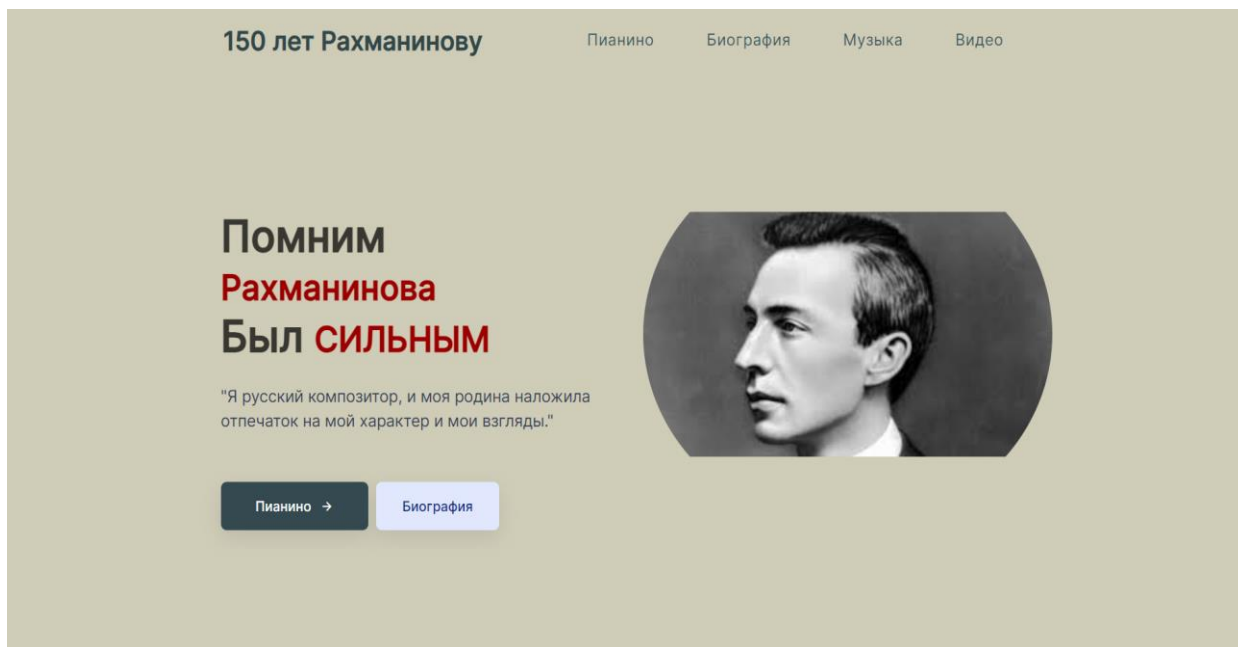 150 лет Рахманинову
Пианино Биография Музыка Видео
Помним
Рахманинова
Был СИЛЬНЫМ
"Я русский композитор, и моя родина наложила
отпечаток на мой характер и мои взгляды."
Пианино →
Биография